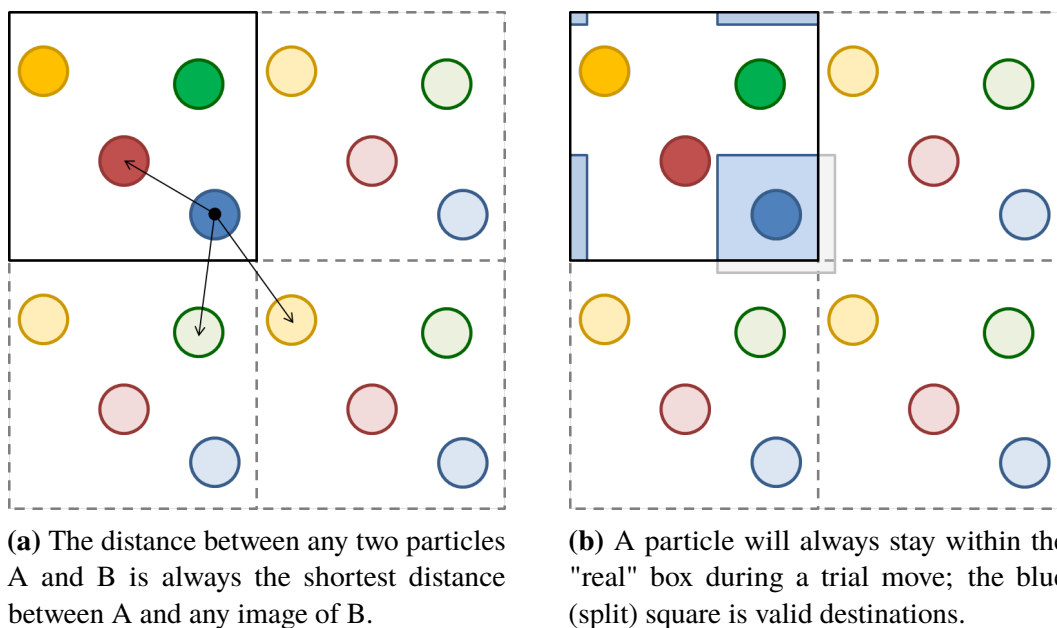 (a) The distance between any two particles
A and B is always the shortest distance
between A and any image of B.
(b) A particle will always stay within the
"real" box during a trial move; the blue
(split) square is valid destinations.